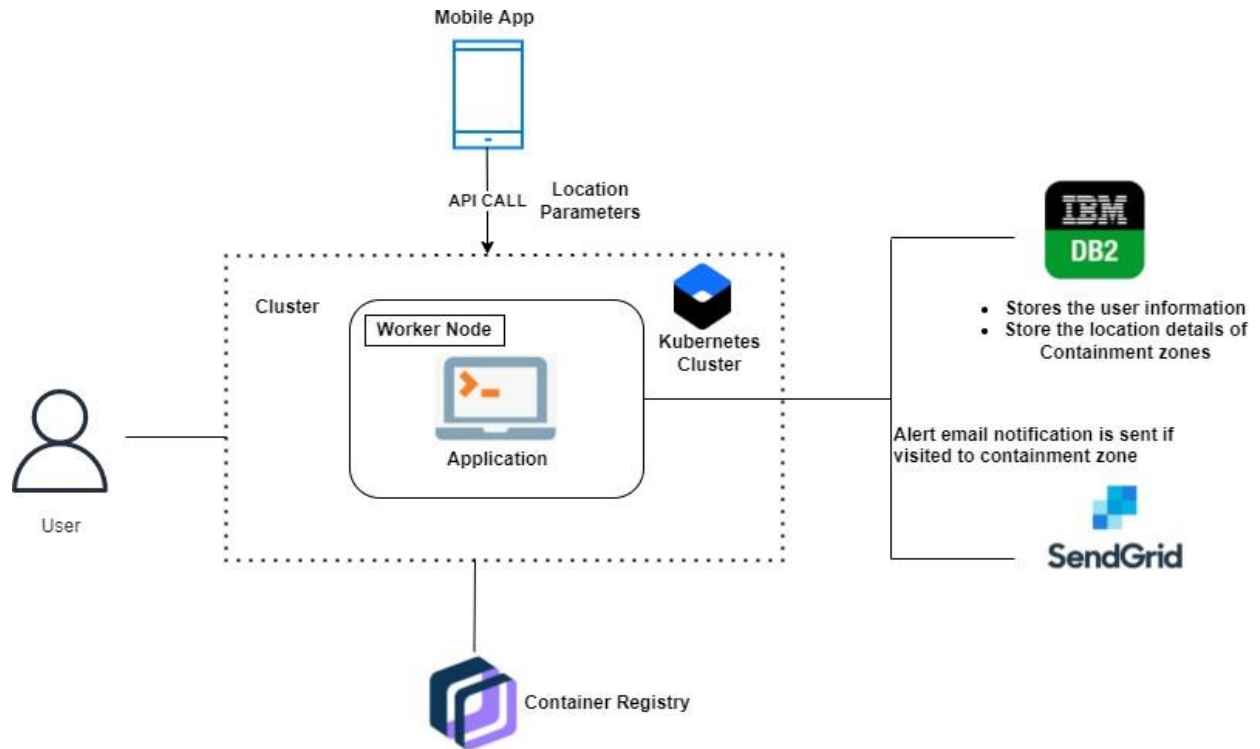 Mobile App
API CALL
Location
Parameters
IBM
DB2
• Stores the user information
• Store the location details of
Containment zones
Cluster
Worker Node
Application
Kubernetes
Cluster
User
Alert email notification is sent if
visited to containment zone
SendGrid
Container Registry